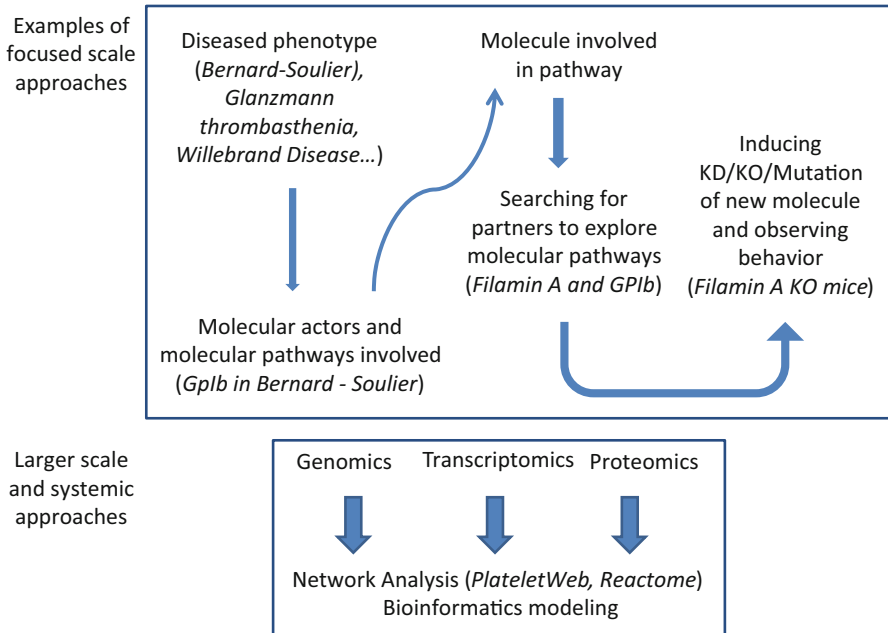 Examples of
focused scale
approaches
Diseased phenotype
(Bernard-Soulier),
Glanzmann
thrombasthenia,
Willebrand Disease…)
Molecular actors and
molecular pathways involved
(GpIb in Bernard - Soulier)
Molecule involved
in pathway
Searching for
partners to explore
molecular pathways
(Filamin A and GPIb)
Inducing
KD/KO/Mutation
of new molecule
and observing
behavior
(Filamin A KO mice)
Larger scale
and systemic
approaches
Genomics
Transcriptomics
Proteomics
Network Analysis (PlateletWeb, Reactome)
Bioinformatics modeling